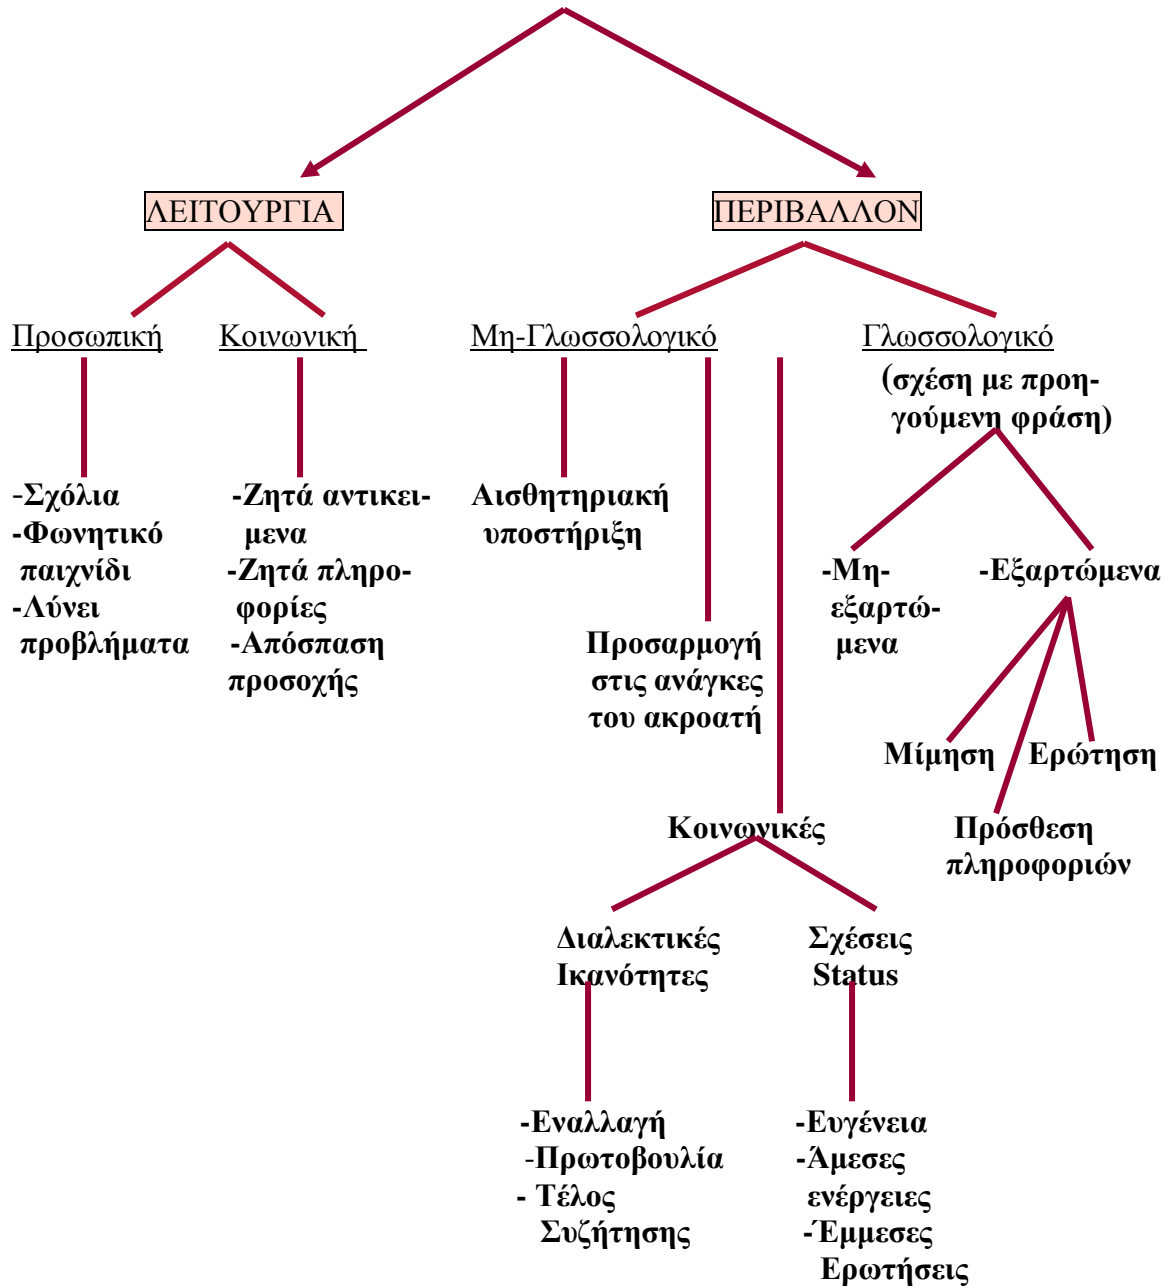 ΛΕΙΤΟΥΡΓΙΑ
ΠΕΡΙΒΑΛΛΟΝ
Προσωπική
Κοινωνική
Μη-Γλωσσολογικό
Γλωσσολογικό
(σχέση με προη-
γούμενη φράση)
-Σχόλια
-Φωνητικό
παιχνίδι
-Λύνει
προβλήματα
-Ζητά αντικει-
μενα
-Ζητά πληρο-
φορίες
-Απόσπαση
προσοχής
Αισθητηριακή
υποστήριξη
Προσαρμογή
στις ανάγκες
του ακροατή
-Μη-
εξαρτώ-
μενα
-Εξαρτώμενα
Μίμηση
Ερώτηση
Πρόσθεση
πληροφοριών
Κοινωνικές
Διαλεκτικές
Ικανότητες
Σχέσεις
Status
-Εναλλαγή
-Πρωτοβουλία
- Τέλος
Συζήτησης
-Ευγένεια
-Άμεσες
ενέργειες
-Έμμεσες
Ερωτήσεις